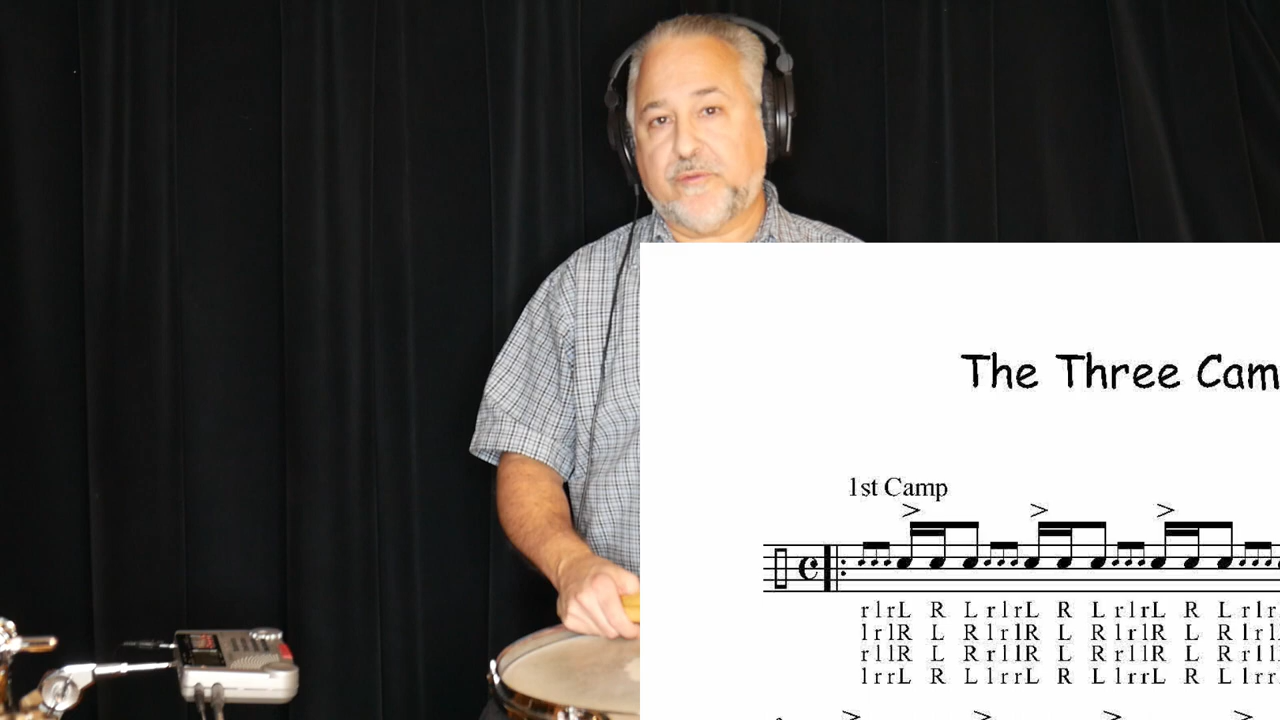 The Three Cam
1st Camp
r l r L R L r l r L R L r l r L R L r l r
l r l R L R l r l R L R l r l R L R l r l
r l l R L R r l l R L R r l l R L R r l l
l r r L R L l r r L R L l r r L R L l r r